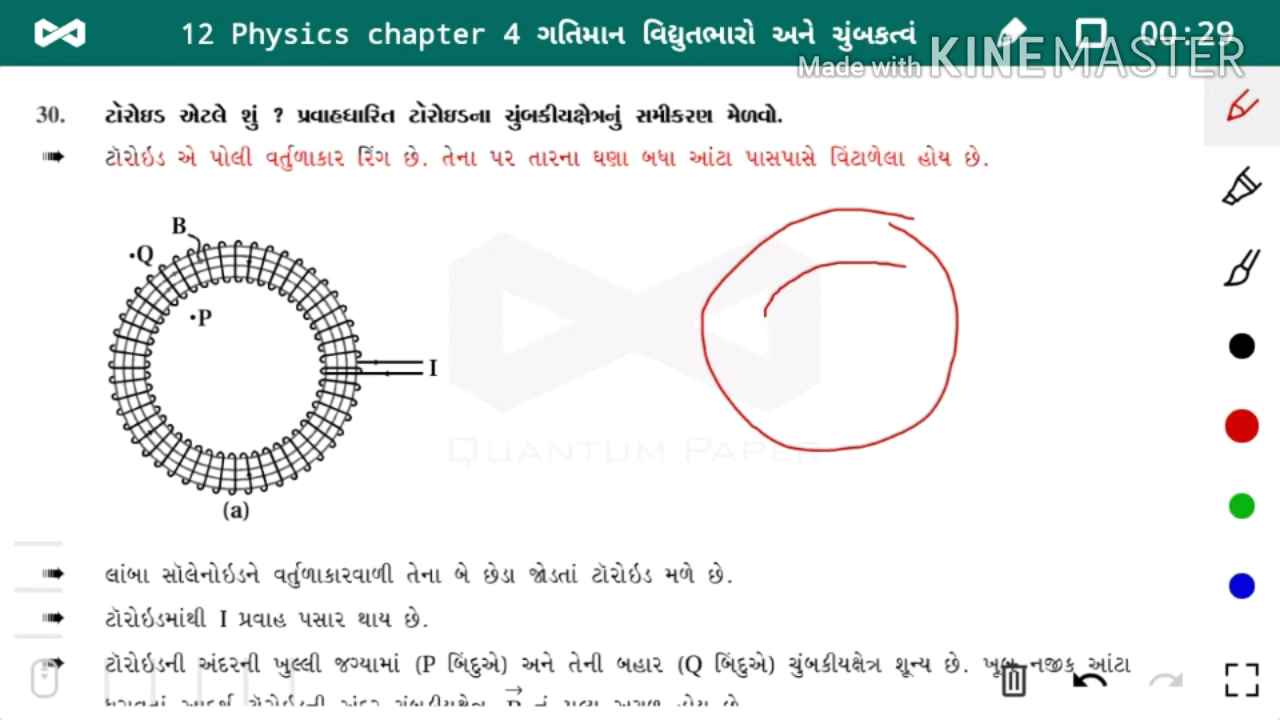 12 Physics chapter 4 ગતિમાન વિદ્યુતભારો અને ચુંબકત્વં
00:29
Made with KINEMASTER
30. ટૉરોઇડ એટલે શું ? પ્રવાહધારિત ટૉરોઇડના ચુંબકીયક્ષેત્રનું સમીકરણ મેળવો.
ટૉરોઇડ એ પોલી વર્તુળાકાર રિંગ છે. તેના પર તારના ઘણા બધા આંટા પાસપાસે વિંટાળેલા હોય છે.
B
Q
P
I
(a)
QUANTUM PAPER
લાંબા સૉલેનોઇડને વર્તુળાકારવાળી તેના બે છેડા જોડતાં ટૉરોઇડ મળે છે.
ટૉરોઇડમાંથી I પ્રવાહ પસાર થાય છે.
ટૉરોઇડની અંદરની ખુલ્લી જગ્યામાં (P બિંદુએ) અને તેની બહાર (Q બિંદુએ) ચુંબકીયક્ષેત્ર શૂન્ય છે. ખૂબ નજીક આંટા